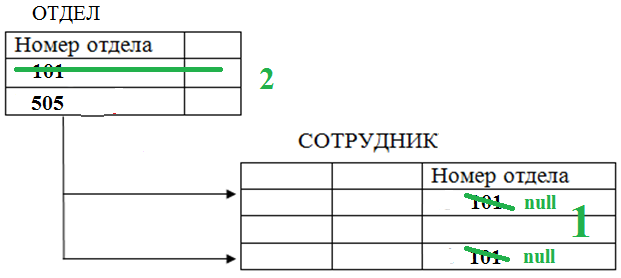 ОТДЕЛ
Номер отдела
101
2
505
СОТРУДНИК
Номер отдела
101 null
1
101 null